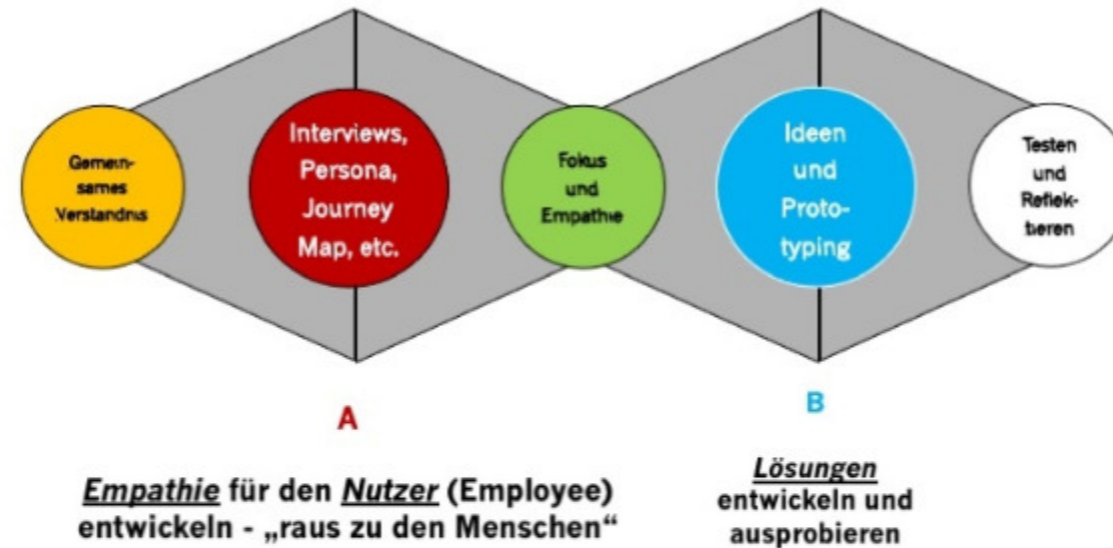 Gemein-
sames
Verständnis
Interviews,
Persona,
Journey
Map, etc.
Fokus
und
Empathie
Ideen
und
Proto-
typing
Testen
und
Reflek-
tieren
A
B
Empathie für den Nutzer (Employee)
entwickeln - „raus zu den Menschen“
Lösungen
entwickeln und
ausprobieren